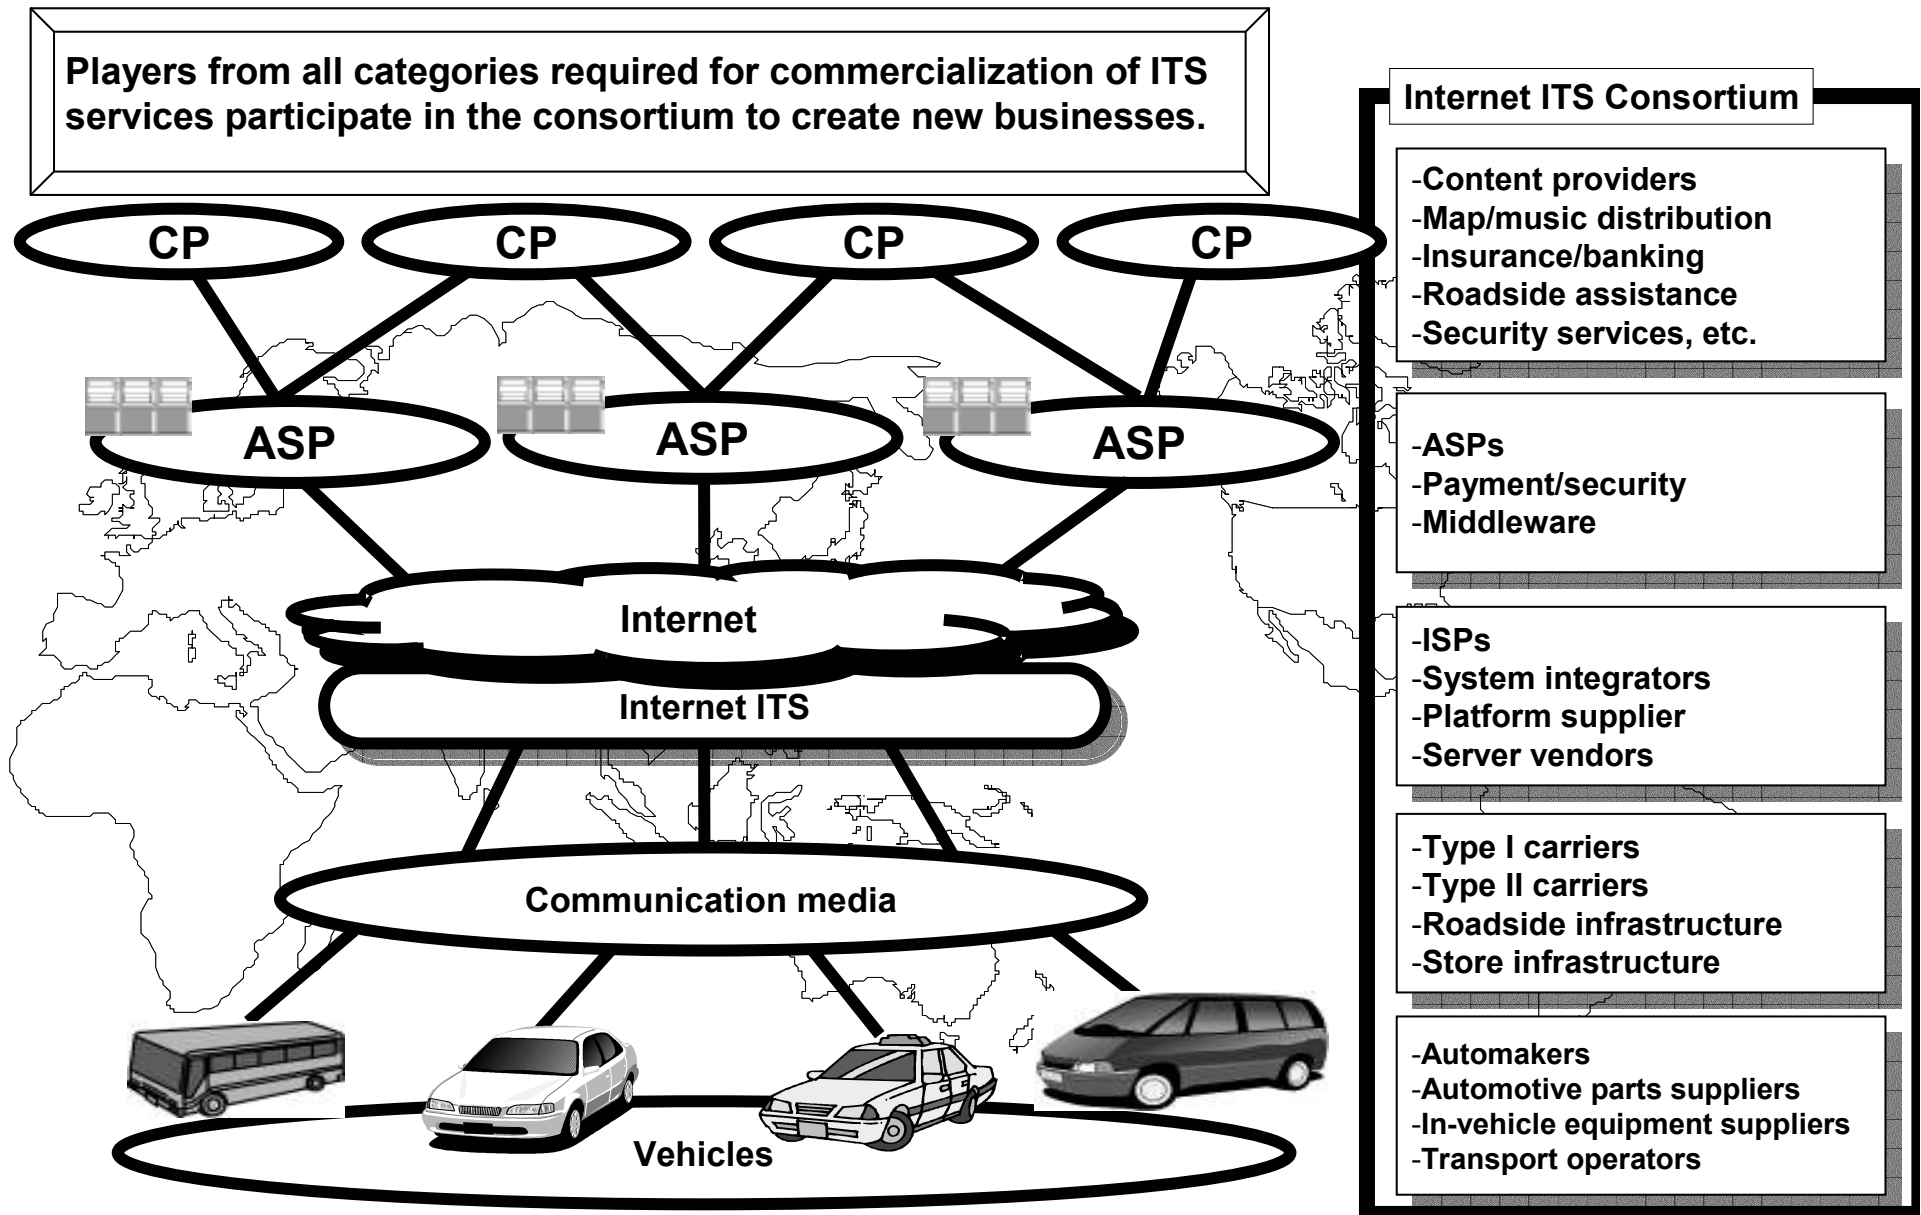 Players from all categories required for commercialization of ITS
services participate in the consortium to create new businesses.
CP
CP
CP
CP
ASP
ASP
ASP
Internet
Internet ITS
Communication media
Vehicles
Internet ITS Consortium
-Content providers
-Map/music distribution
-Insurance/banking
-Roadside assistance
-Security services, etc.
-ASPs
-Payment/security
-Middleware
-ISPs
-System integrators
-Platform supplier
-Server vendors
-Type I carriers
-Type II carriers
-Roadside infrastructure
-Store infrastructure
-Automakers
-Automotive parts suppliers
-In-vehicle equipment suppliers
-Transport operators